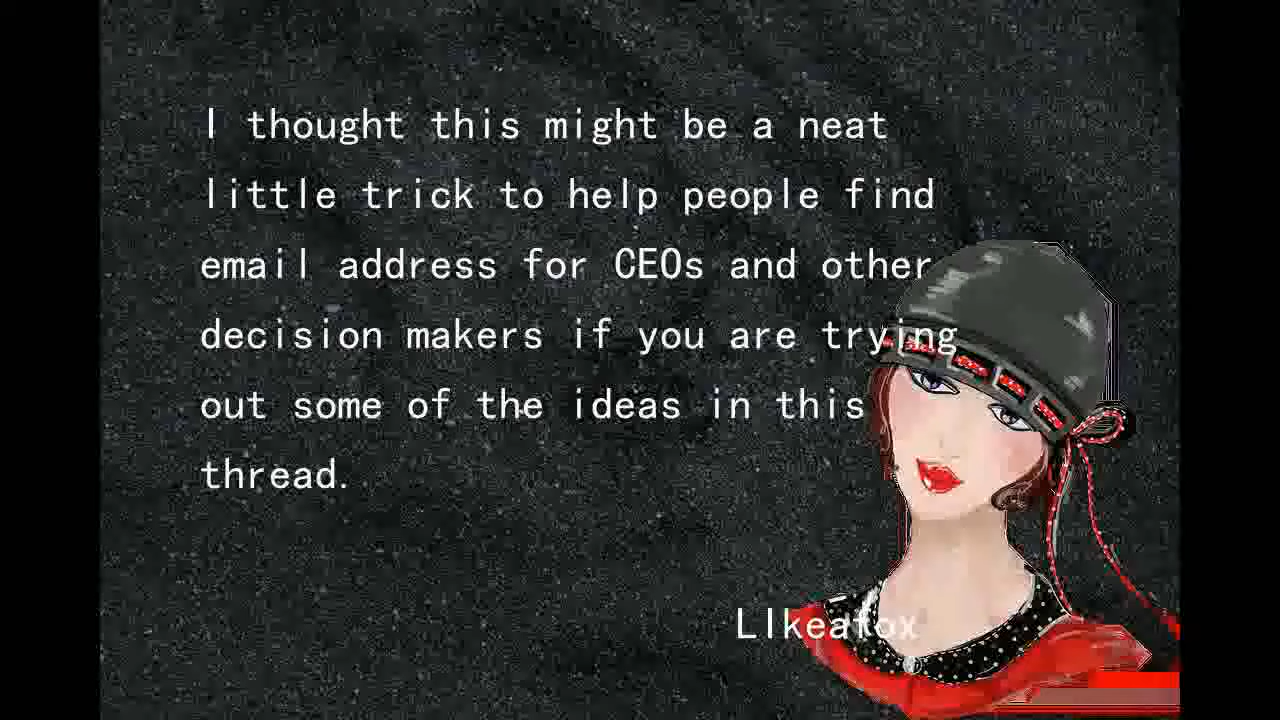 I thought this might be a neat
little trick to help people find
email address for CEOs and other
decision makers if you are trying
out some of the ideas in this
thread.
LIkeafox